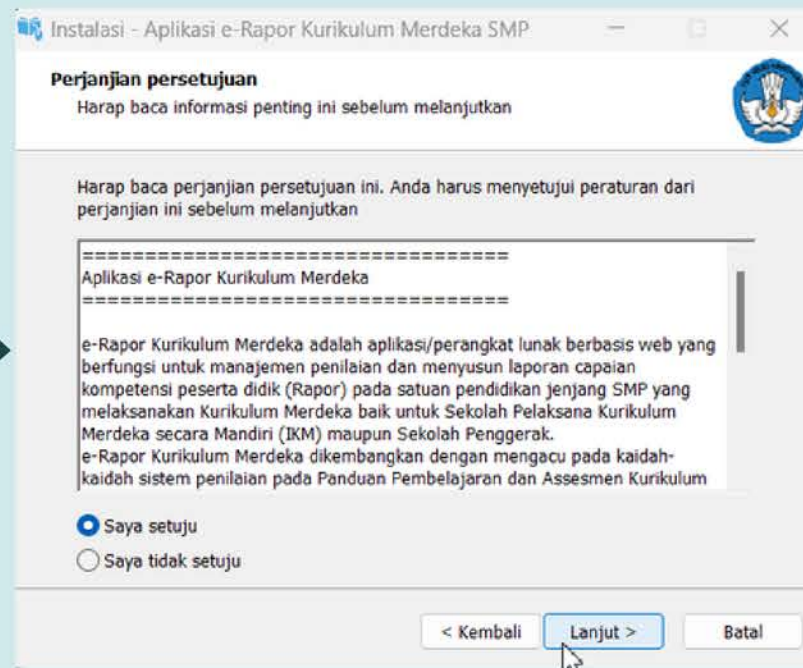 Instalasi - Aplikasi e-Rapor Kurikulum Merdeka SMP
Perjanjian persetujuan
Harap baca informasi penting ini sebelum melanjutkan
Harap baca perjanjian persetujuan ini. Anda harus menyetujui peraturan dari
perjanjian ini sebelum melanjutkan
==================================
Aplikasi e-Rapor Kurikulum Merdeka
==================================
e-Rapor Kurikulum Merdeka adalah aplikasi/perangkat lunak berbasis web yang
berfungsi untuk manajemen penilaian dan menyusun laporan capaian
kompetensi peserta didik (Rapor) pada satuan pendidikan jenjang SMP yang
melaksanakan Kurikulum Merdeka baik untuk Sekolah Pelaksana Kurikulum
Merdeka secara Mandiri (IKM) maupun Sekolah Penggerak.
e-Rapor Kurikulum Merdeka dikembangkan dengan mengacu pada kaidah-
kaidah sistem penilaian pada Panduan Pembelajaran dan Assesmen Kurikulum
Saya setuju
Saya tidak setuju
< Kembali Lanjut > Batal